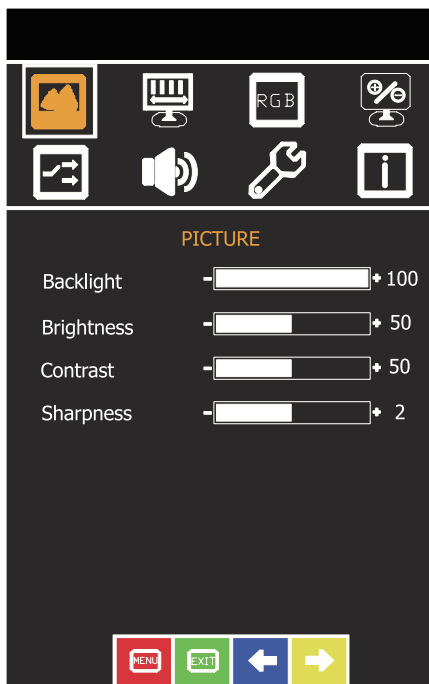 RGB
i
PICTURE
Backlight - + 100
Brightness - + 50
Contrast - + 50
Sharpness - + 2
MENU EXIT